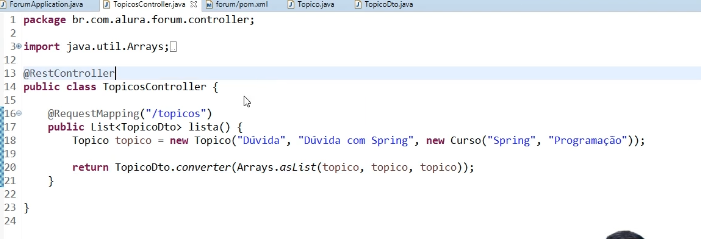 ForumApplication.java TopicosController.java forum/pom.xml Topico.java TopicoDto.java
1 package br.com.alura.forum.controller;
2
3 import java.util.Arrays;
12
13 @RestController
14 public class TopicosController {
15
16 @RequestMapping("/topicos")
17 public List<TopicoDto> lista() {
18 Topico topico = new Topico("Dúvida", "Dúvida com Spring", new Curso("Spring", "Programação"));
19
20 return TopicoDto.converter(Arrays.asList(topico, topico, topico));
21 }
22
23 }
24